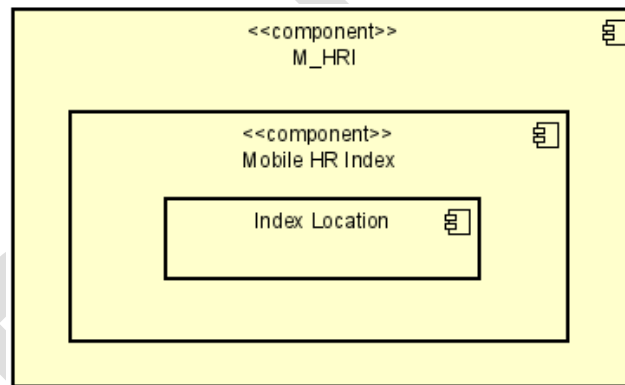 <<component>>
M_HRI
<<component>>
Mobile HR Index
Index Location